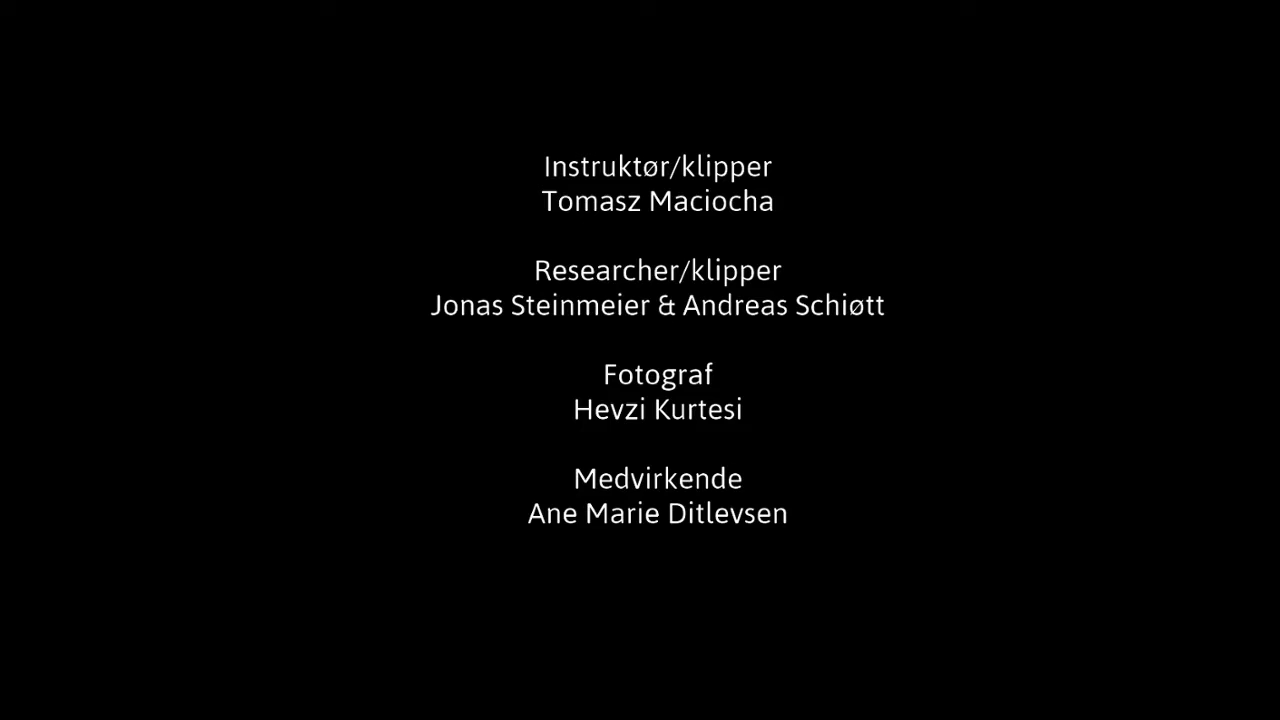 Instruktør/klipper
Tomasz Maciocha
Researcher/klipper
Jonas Steinmeier & Andreas Schiøtt
Fotograf
Hevzi Kurtesi
Medvirkende
Ane Marie Ditlevsen